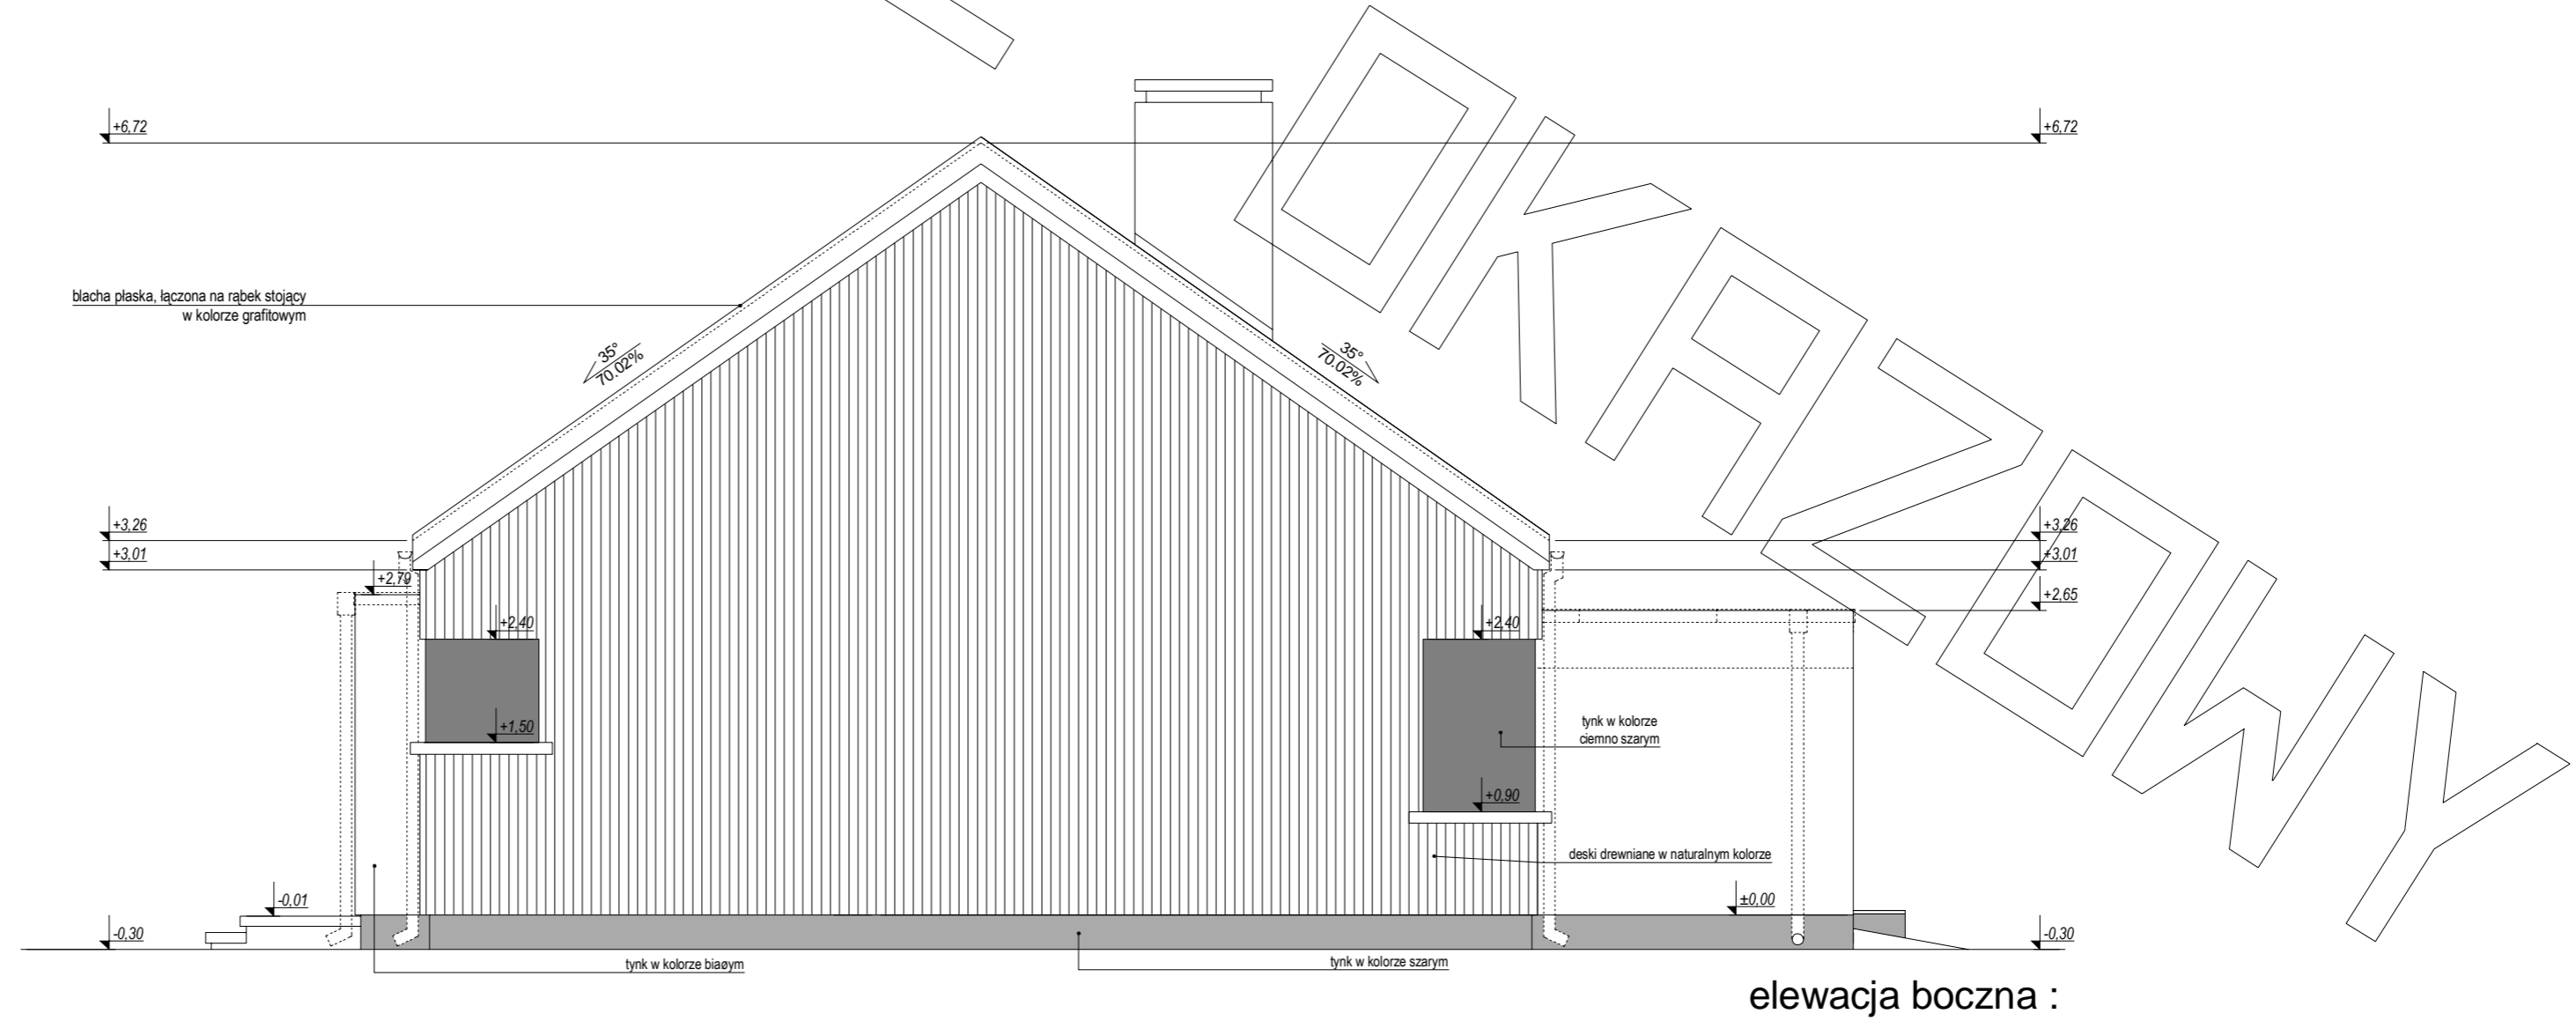 OKAZOWY
+6,72
+6,72
blacha płaska, łączona na rąbek stojący
w kolorze grafitowym
35°
70.02%
35°
70.02%
+3,26
+3,26
+3,01
+3,01
+2,79
+2,65
+2,40
+2,40
+1,50
tynk w kolorze
ciemno szarym
+0,90
deski drewniane w naturalnym kolorze
-0,01
±0,00
-0,30
-0,30
tynk w kolorze biaøym
tynk w kolorze szarym
elewacja boczna :